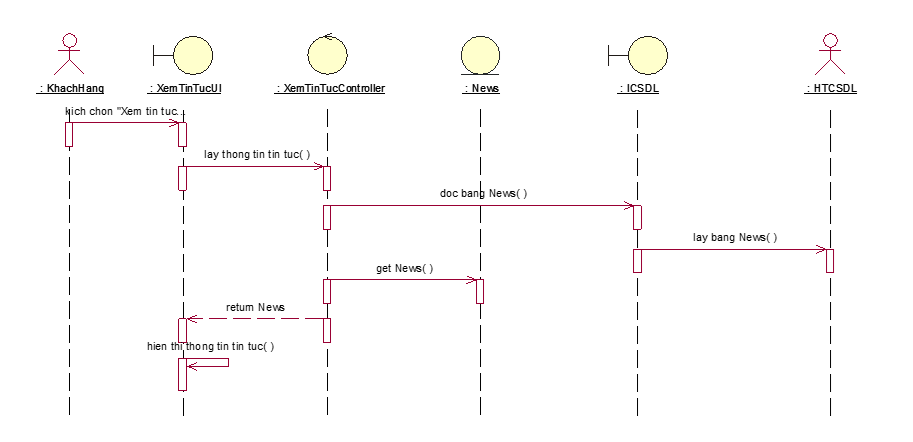 : KhachHang
: XemTinTucUI
: XemTinTucController
: News
: ICSDL
: HTCSDL
kich chon "Xem tin tuc...
lay thong tin tin tuc( )
doc bang News( )
lay bang News( )
get News( )
return News
hien thi thong tin tin tuc( )